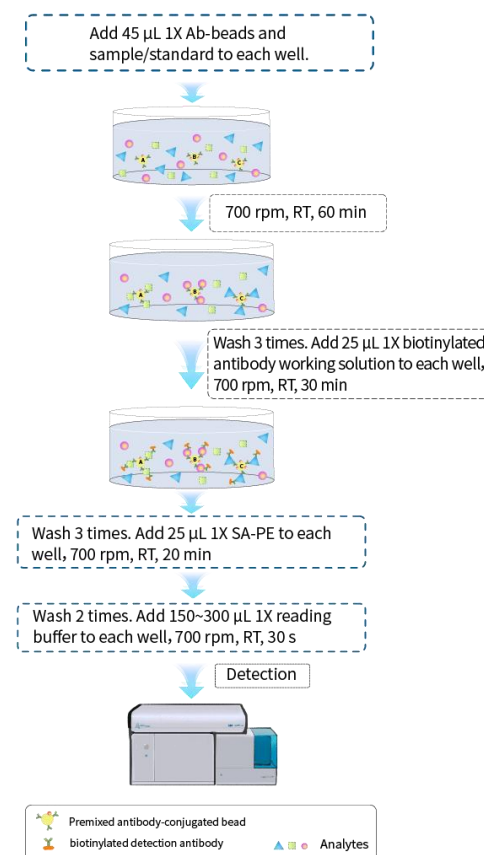 Add 45 µL 1X Ab-beads and
sample/standard to each well.
A
B
C
700 rpm, RT, 60 min
A
B
C
Wash 3 times. Add 25 µL 1X biotinylated
antibody working solution to each well,
700 rpm, RT, 30 min
A
B
C
Wash 3 times. Add 25 µL 1X SA-PE to each
well, 700 rpm, RT, 20 min
Wash 2 times. Add 150~300 µL 1X reading
buffer to each well, 700 rpm, RT, 30 s
Detection
Premixed antibody-conjugated bead
biotinylated detection antibody
Analytes